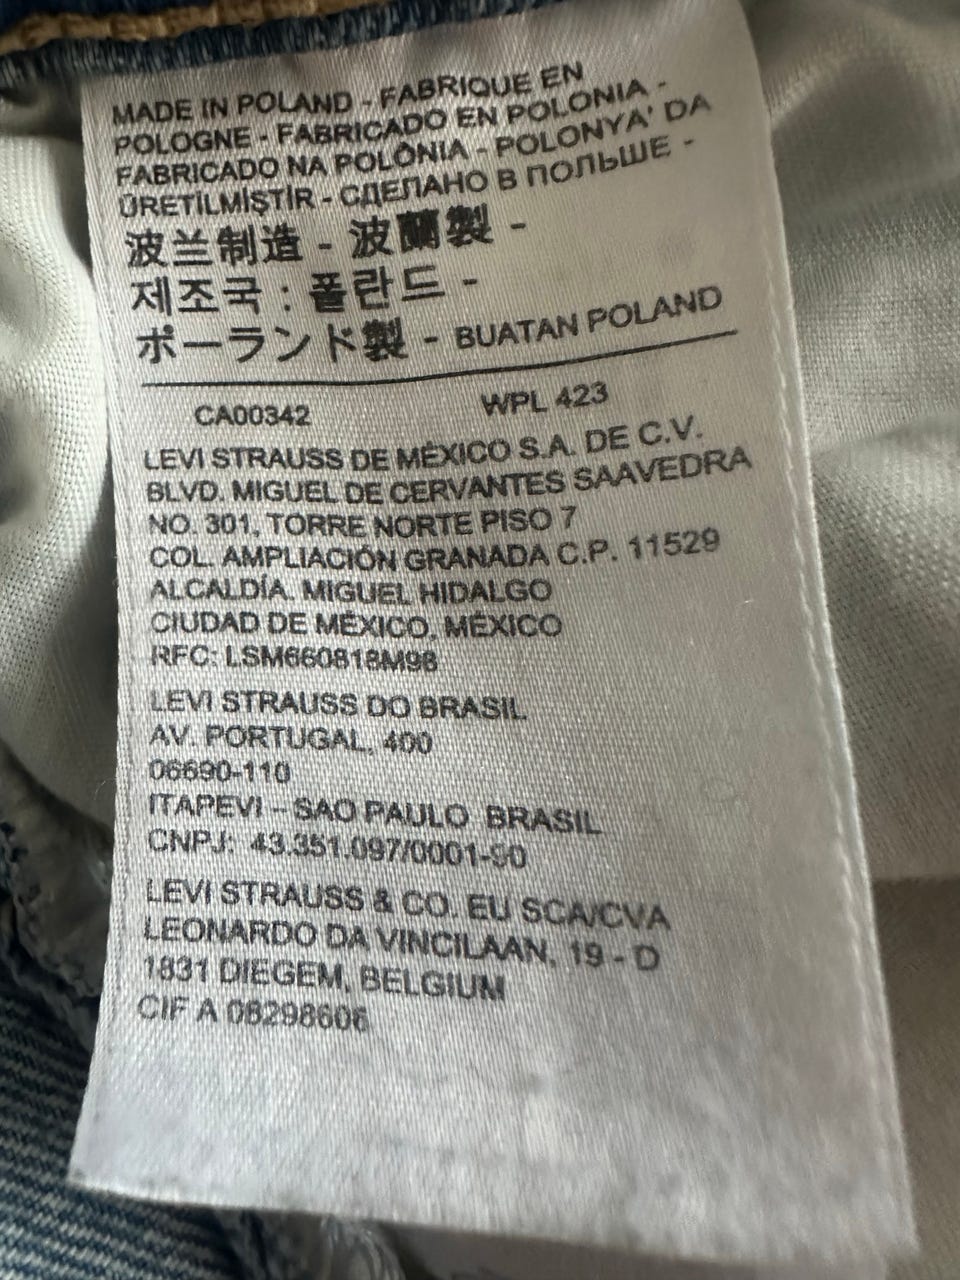 MADE IN POLAND - FABRIQUE EN
POLOGNE - FABRICADO EN POLONIA -
FABRICADO NA POLÔNIA - POLONYA' DA
ÜRETİLMİŞTİR - СДЕЛАНО В ПОЛЬШЕ -
波兰制造 - 波蘭製 -
제조국 : 폴란드 -
ポーランド製 - BUATAN POLAND
CA00342 WPL 423
LEVI STRAUSS DE MÉXICO S.A. DE C.V.
BLVD. MIGUEL DE CERVANTES SAAVEDRA
NO. 301, TORRE NORTE PISO 7
COL. AMPLIACIÓN GRANADA C.P. 11529
ALCALDÍA. MIGUEL HIDALGO
CIUDAD DE MÉXICO, MÉXICO
RFC: LSM660818M98
LEVI STRAUSS DO BRASIL
AV. PORTUGAL, 400
06690-110
ITAPEVI – SAO PAULO BRASIL
CNPJ: 43.351.097/0001-90
LEVI STRAUSS & CO. EU SCA/CVA
LEONARDO DA VINCILAAN, 19 - D
1831 DIEGEM, BELGIUM
CIF A 08298606